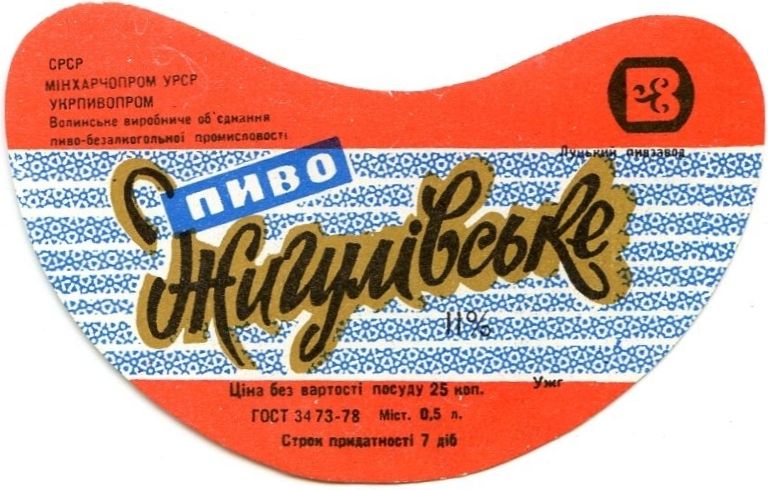 СРСР
МІНХАРЧОПРОМ УРСР
УКРПИВОПРОМ
Волинське виробниче об'єднання
пиво-безалкогольної промисловості
Луцький пивзавод
ПИВО
Жигулівське
11%
Ціна без вартості посуду 25 коп.
Ужг
ГОСТ 3473-78 Міст. 0,5 л.
Строк придатності 7 діб